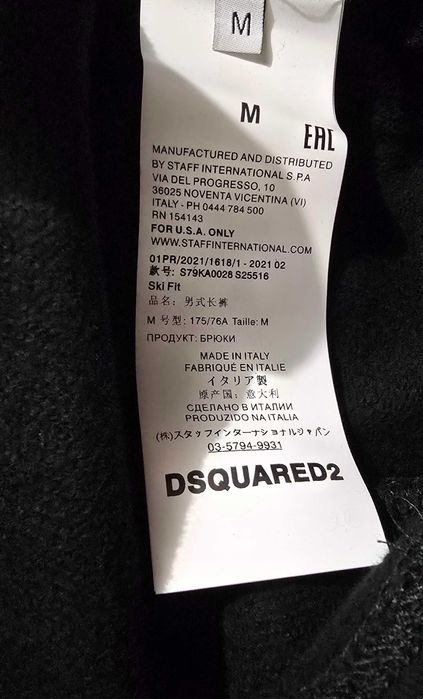 M
M
EAC
MANUFACTURED AND DISTRIBUTED
BY STAFF INTERNATIONAL S.P.A
VIA DEL PROGRESSO, 10
36025 NOVENTA VICENTINA (VI)
ITALY - PH 0444 784 500
RN 154143
FOR U.S.A. ONLY
WWW.STAFFINTERNATIONAL.COM
01PR/2021/1618/1 - 2021 02
款号: S79KA0028 S25516
Ski Fit
品名: 男式长裤
M 号型: 175/76A Taille: M
ПРОДУКТ: БРЮКИ
MADE IN ITALY
FABRIQUÉ EN ITALIE
イタリア製
原产国: 意大利
СДЕЛАНО В ИТАЛИИ
PRODUZIDO NA ITALIA
(株)スタッフインターナショナルジャパン
03-5794-9931
DSQUARED2